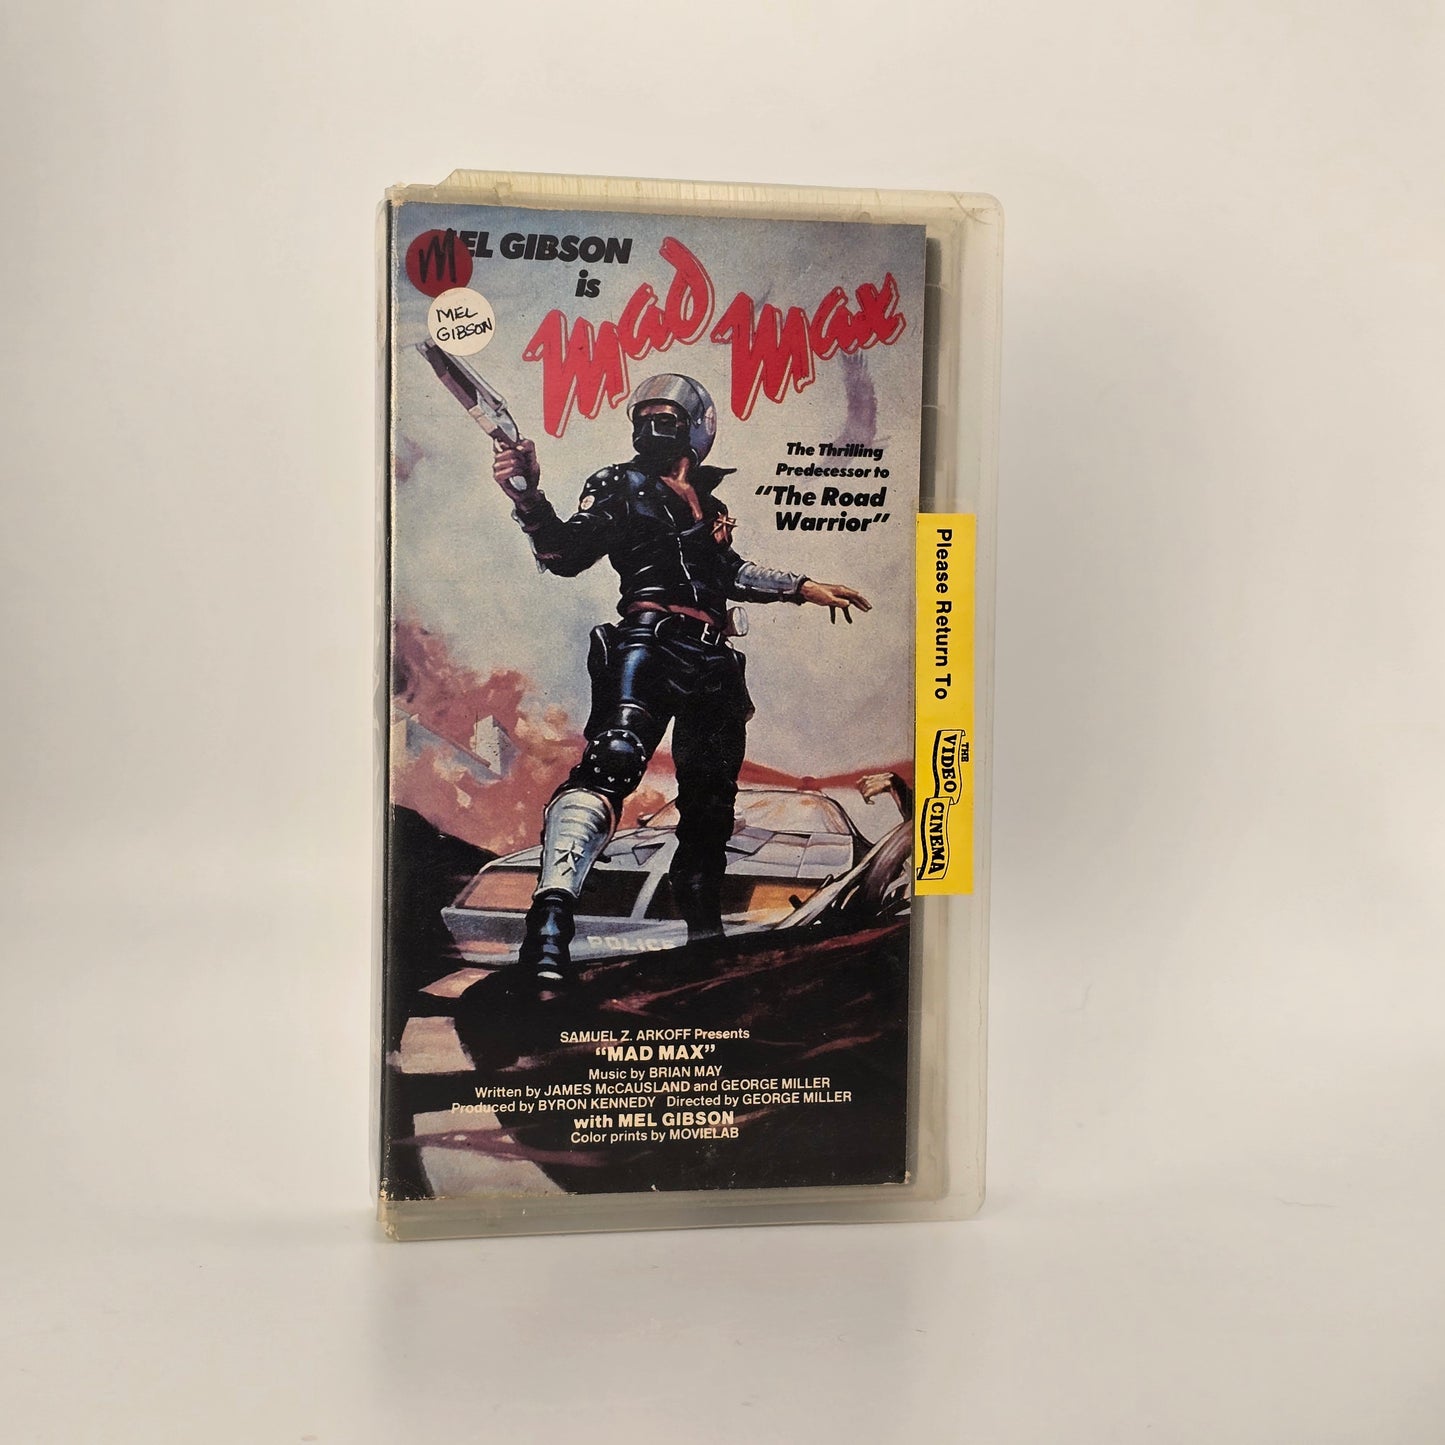 M
MEL GIBSON
is
Mad Max
MEL
GIBSON
The Thrilling
Predecessor to
"The Road
Warrior"
Please Return To
THE
VIDEO
CINEMA
POLICE
SAMUEL Z. ARKOFF Presents
"MAD MAX"
Music by BRIAN MAY
Written by JAMES McCAUSLAND and GEORGE MILLER
Produced by BYRON KENNEDY Directed by GEORGE MILLER
with MEL GIBSON
Color prints by MOVIELAB